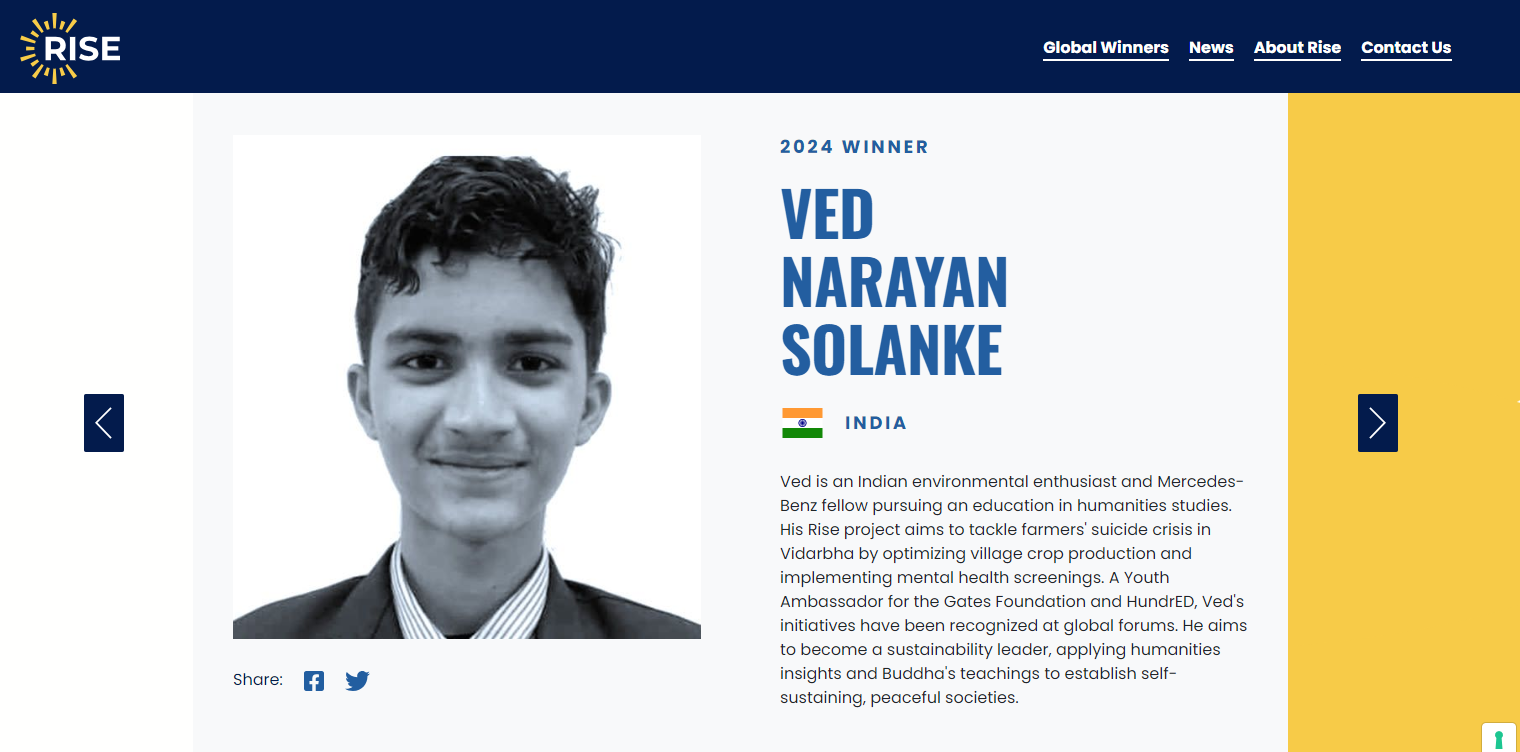 RISE
Global Winners
News
About Rise
Contact Us
2024 WINNER
VED
NARAYAN
SOLANKE
INDIA
Ved is an Indian environmental enthusiast and Mercedes-
Benz fellow pursuing an education in humanities studies.
His Rise project aims to tackle farmers' suicide crisis in
Vidarbha by optimizing village crop production and
implementing mental health screenings. A Youth
Ambassador for the Gates Foundation and HundrED, Ved's
initiatives have been recognized at global forums. He aims
to become a sustainability leader, applying humanities
insights and Buddha's teachings to establish self-
sustaining, peaceful societies.
Share: